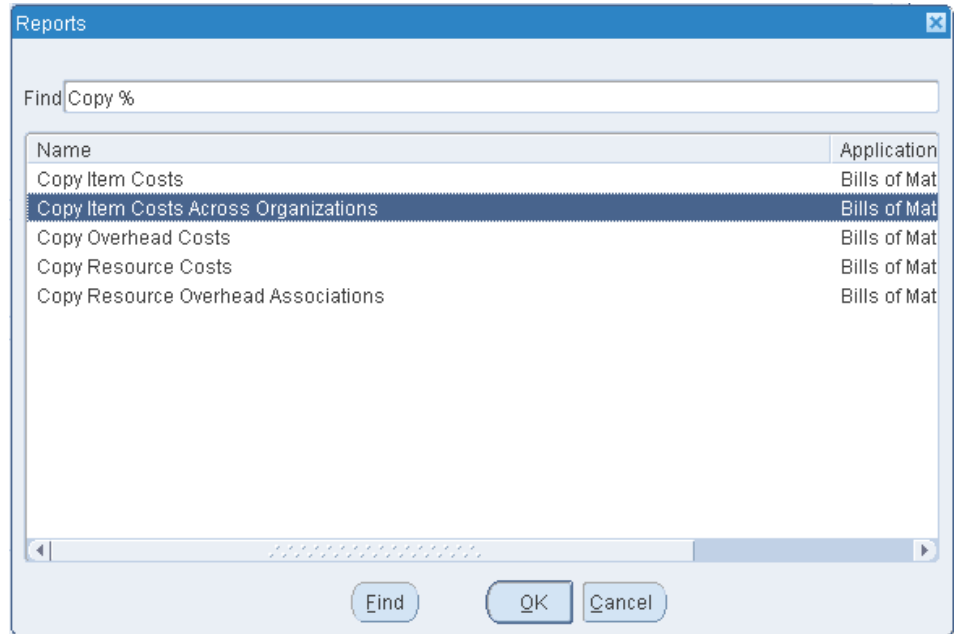 Reports
Find Copy %
Name Application
Copy Item Costs Bills of Mat
Copy Item Costs Across Organizations Bills of Mat
Copy Overhead Costs Bills of Mat
Copy Resource Costs Bills of Mat
Copy Resource Overhead Associations Bills of Mat
Find OK Cancel